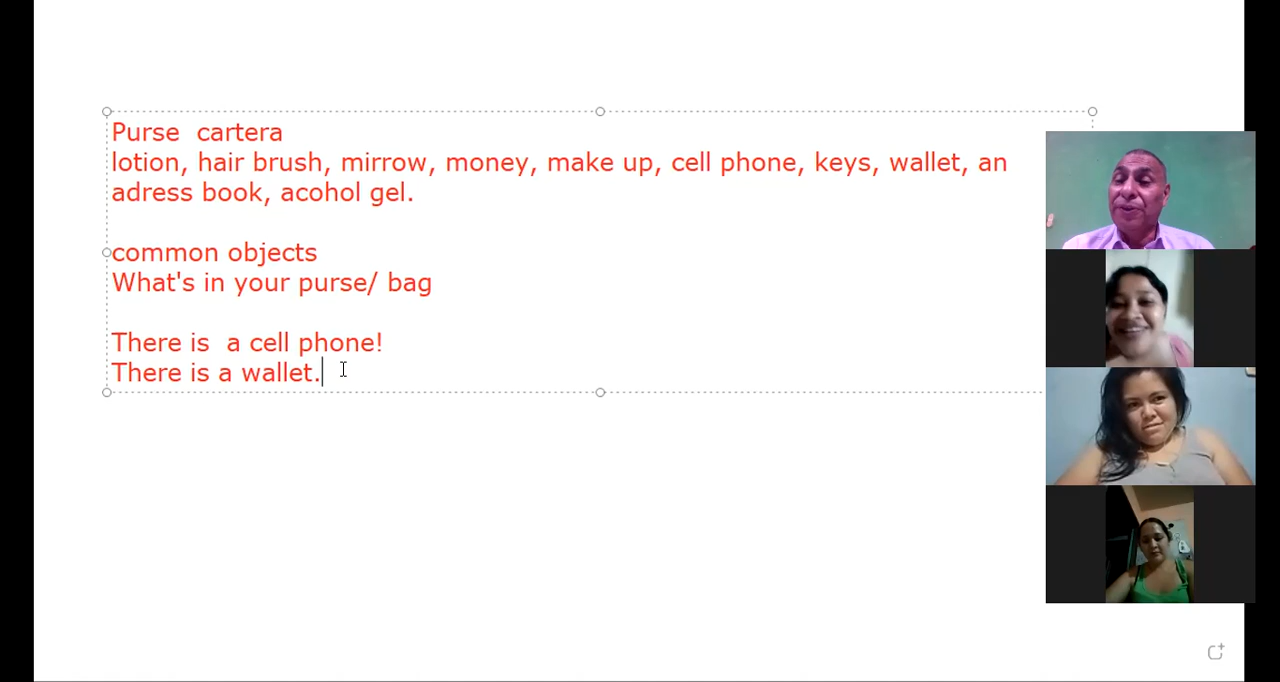 Purse  cartera
lotion, hair brush, mirrow, money, make up, cell phone, keys, wallet, an
adress book, acohol gel.
common objects
What's in your purse/ bag
There is  a cell phone!
There is a wallet.